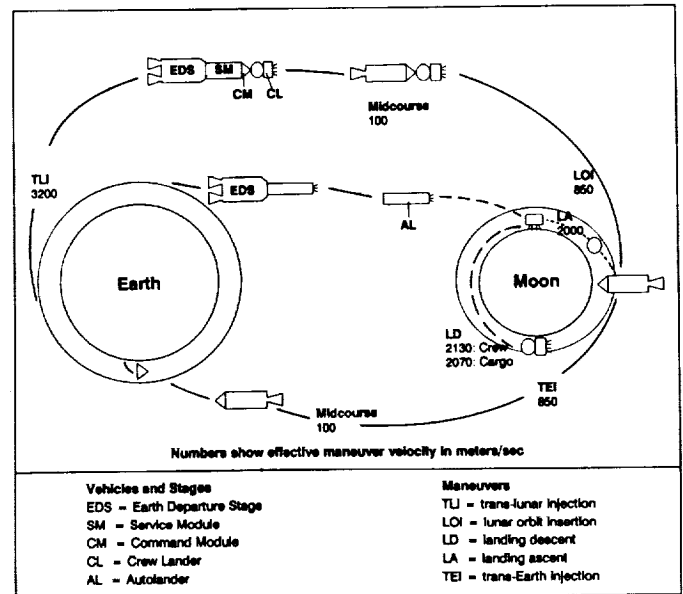 EDS SM
CM CL
Midcourse
100
TLI
3200
EDS
AL
LOI
850
LA
2000
Earth
Moon
LD
2130: Crew
2070: Cargo
TEI
850
Midcourse
100
Numbers show effective maneuver velocity in meters/sec
Vehicles and Stages
EDS = Earth Departure Stage
SM = Service Module
CM = Command Module
CL = Crew Lander
AL = Autolander
Maneuvers
TLI = trans-lunar injection
LOI = lunar orbit insertion
LD = landing descent
LA = landing ascent
TEI = trans-Earth injection